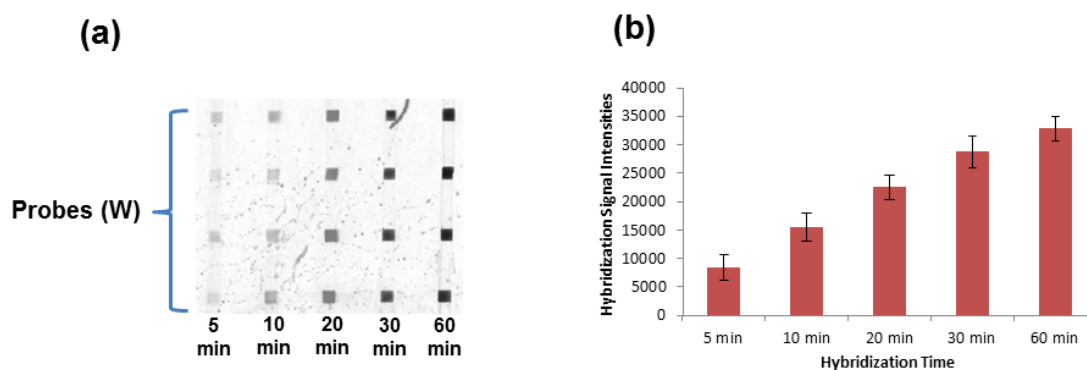 (a)
Probes (W)
5 min
10 min
20 min
30 min
60 min
(b)
Hybridization Signal Intensities
40000
35000
30000
25000
20000
15000
10000
5000
0
5 min
10 min
20 min
30 min
60 min
Hybridization Time